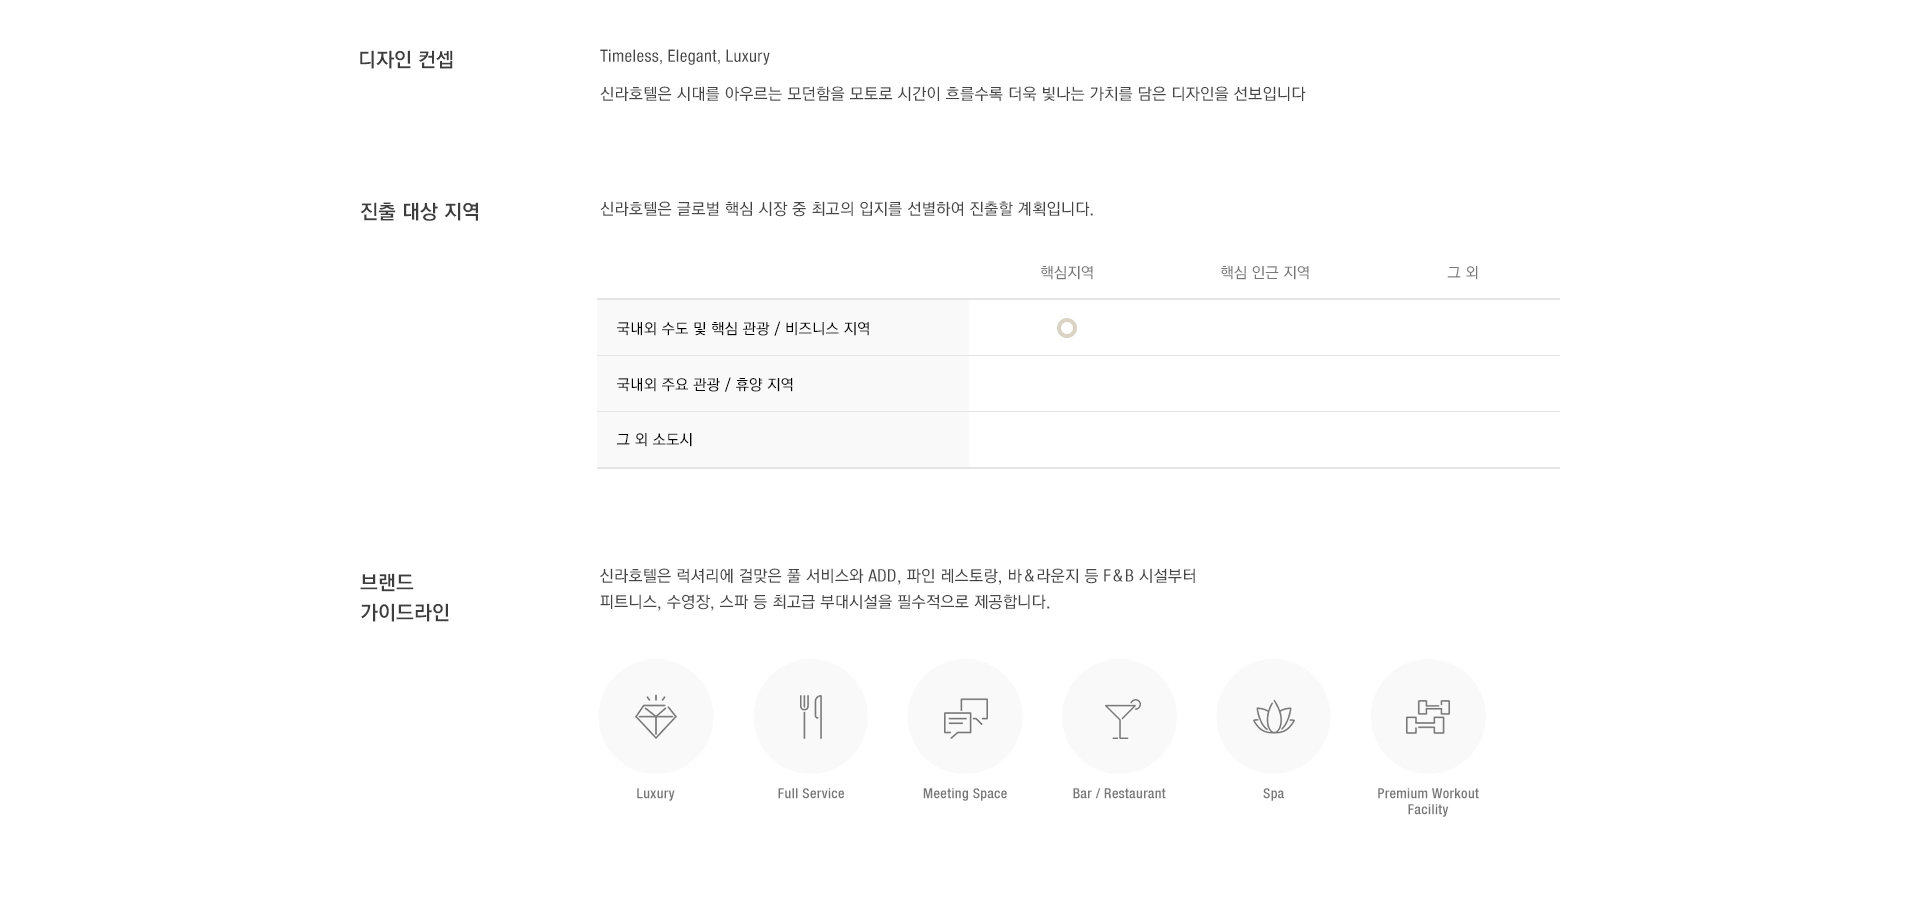 디자인 컨셉
Timeless, Elegant, Luxury
신라호텔은 시대를 아우르는 모던함을 모토로 시간이 흐를수록 더욱 빛나는 가치를 담은 디자인을 선보입니다
진출 대상 지역
신라호텔은 글로벌 핵심 시장 중 최고의 입지를 선별하여 진출할 계획입니다.
핵심지역
핵심 인근 지역
그 외
국내외 수도 및 핵심 관광 / 비즈니스 지역
국내외 주요 관광 / 휴양 지역
그 외 소도시
브랜드
가이드라인
신라호텔은 럭셔리에 걸맞은 풀 서비스와 ADD, 파인 레스토랑, 바&라운지 등 F&B 시설부터
피트니스, 수영장, 스파 등 최고급 부대시설을 필수적으로 제공합니다.
Luxury
Full Service
Meeting Space
Bar / Restaurant
Spa
Premium Workout
Facility